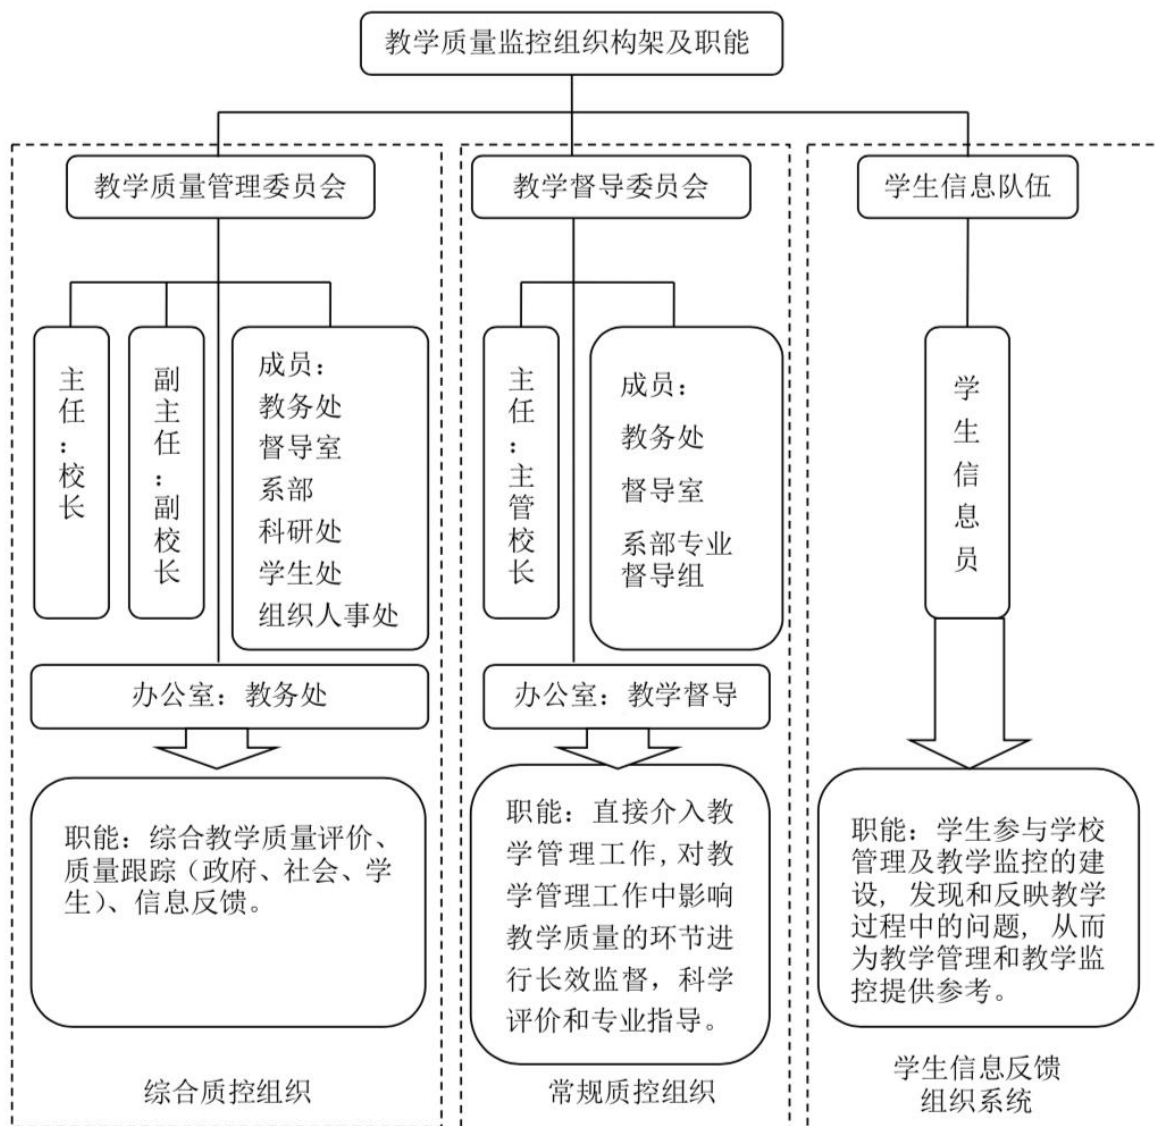 教学质量监控组织构架及职能
教学质量管理委员会
教学督导委员会
学生信息队伍
主任：校长
副主任：副校长
成员：
教务处
督导室
系部
科研处
学生处
组织人事处
主任：主管校长
成员：
教务处
督导室
系部专业
督导组
学生信息员
办公室：教务处
办公室：教学督导
职能：综合教学质量评价、
质量跟踪（政府、社会、学
生）、信息反馈。
职能：直接介入教
学管理工作,对教
学管理工作中影响
教学质量的环节进
行长效监督，科学
评价和专业指导。
职能：学生参与学校
管理及教学监控的建
设，发现和反映教学
过程中的问题，从而
为教学管理和教学监
控提供参考。
综合质控组织
常规质控组织
学生信息反馈
组织系统